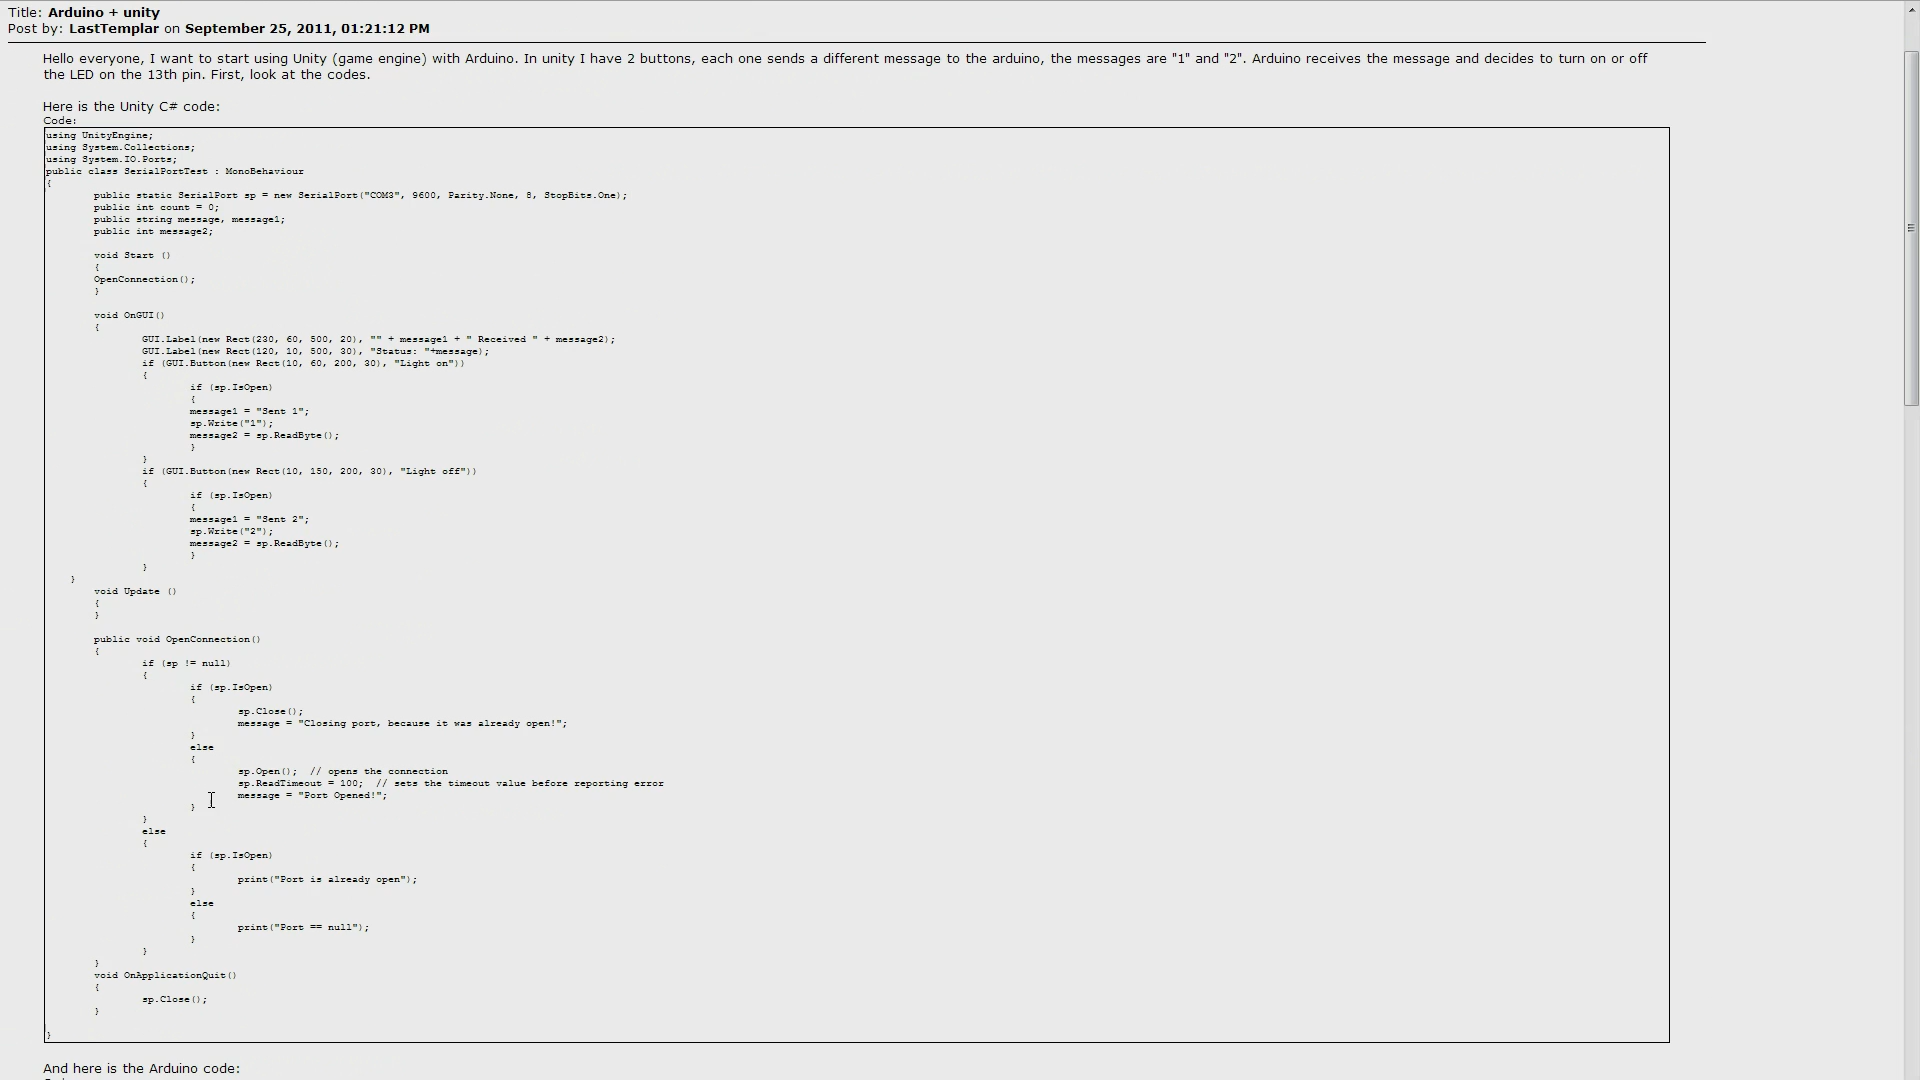 Title: Arduino + unity
Post by: LastTemplar on September 25, 2011, 01:21:12 PM
Hello everyone, I want to start using Unity (game engine) with Arduino. In unity I have 2 buttons, each one sends a different message to the arduino, the messages are "1" and "2". Arduino receives the message and decides to turn on or off
the LED on the 13th pin. First, look at the codes.
Here is the Unity C# code:
Code:
using UnityEngine;
using System.Collections;
using System.IO.Ports;
public class SerialPortTest : MonoBehaviour
{
public static SerialPort sp = new SerialPort("COM3", 9600, Parity.None, 8, StopBits.One);
public int count = 0;
public string message, message1;
public int message2;
void Start ()
{
OpenConnection();
}
void OnGUI()
{
GUI.Label(new Rect(230, 60, 500, 20), "" + message1 + " Received " + message2);
GUI.Label(new Rect(120, 10, 500, 30), "Status: "+message);
if (GUI.Button(new Rect(10, 60, 200, 30), "Light on"))
{
if (sp.IsOpen)
{
message1 = "Sent 1";
sp.Write("1");
message2 = sp.ReadByte();
}
}
if (GUI.Button(new Rect(10, 150, 200, 30), "Light off"))
{
if (sp.IsOpen)
{
message1 = "Sent 2";
sp.Write("2");
message2 = sp.ReadByte();
}
}
}
void Update ()
{
}
public void OpenConnection()
{
if (sp != null)
{
if (sp.IsOpen)
{
sp.Close();
message = "Closing port, because it was already open!";
}
else
{
sp.Open();  // opens the connection
sp.ReadTimeout = 100;  // sets the timeout value before reporting error
message = "Port Opened!";
}
}
else
{
if (sp.IsOpen)
{
print("Port is already open");
}
else
{
print("Port == null");
}
}
}
void OnApplicationQuit()
{
sp.Close();
}
}
And here is the Arduino code: